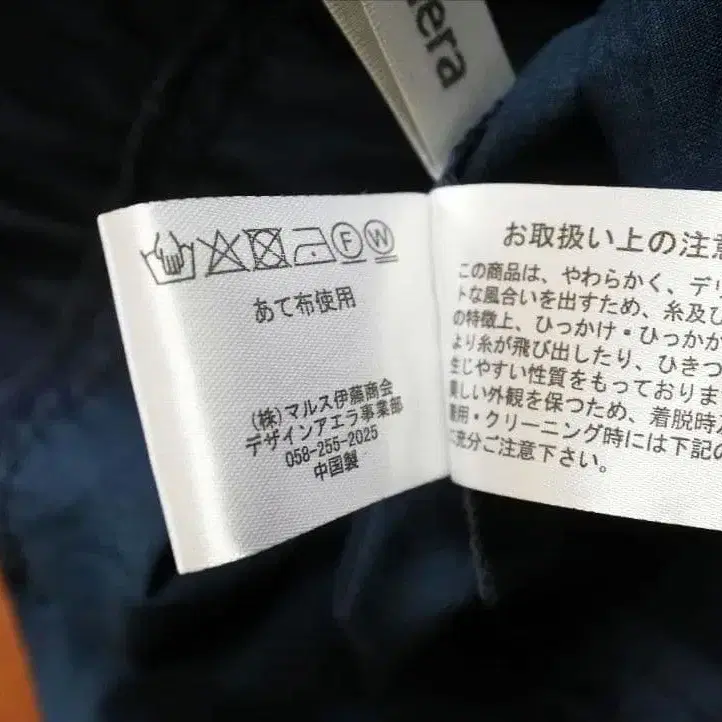 era
F W
あて布使用
(株)マルス伊藤商会
デザインアエラ事業部
058-255-2025
中国製
お取扱い上の注意
この商品は、やわらかく、デリ
トな風合いを出すため、糸及び
の特徴上、ひっかけ・ひっかか
より糸が飛び出したり、ひきつ
生じやすい性質をもっておりま
美しい外観を保つため、着脱時及
着用・クリーニング時には下記の
に充分ご注意下さい。